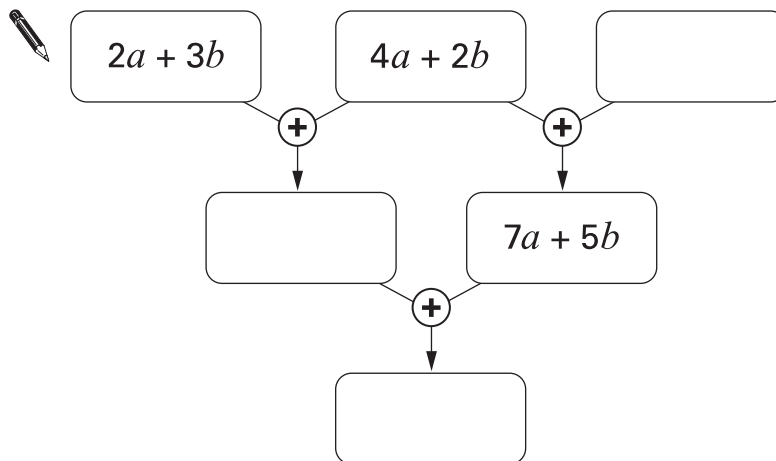 2a + 3b 4a + 2b
+ +
7a + 5b
+